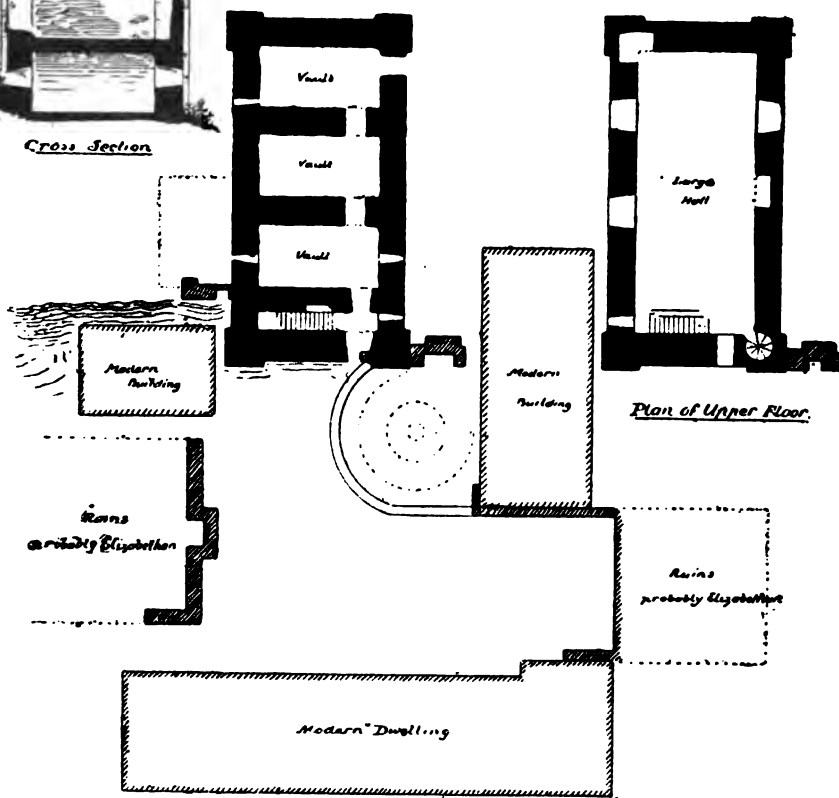 Cross Section
Vault
Vault
Vault
Large
Hall
Modern
Building
Modern
Building
Plan of Upper Floor.
Ruins
probably Elizabethan
Ruins
probably Elizabethan
Modern Dwelling